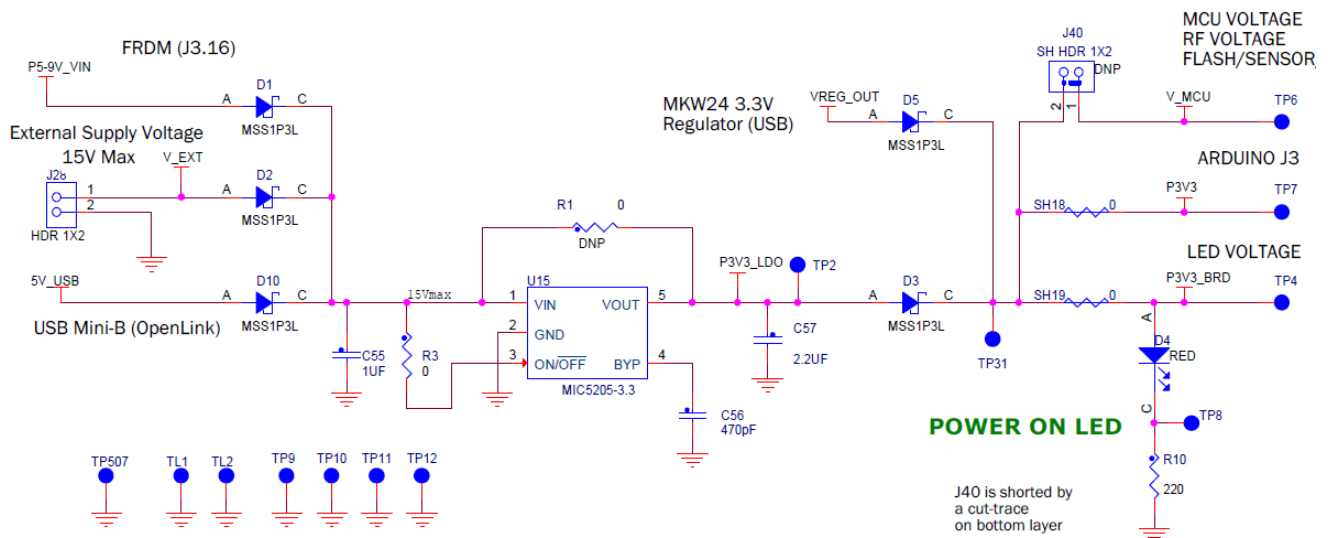 FRDM (J3.16)
P5-9V_VIN
A
D1
C
MSS1P3L
External Supply Voltage
15V Max
V_EXT
J28
1
2
HDR 1X2
A
D2
C
MSS1P3L
5V_USB
A
D10
C
MSS1P3L
USB Mini-B (OpenLink)
15Vmax
C55
1UF
R3
0
R1
0
DNP
U15
1
VIN
VOUT
5
2
GND
3
ON/OFF
BYP
4
MIC5205-3.3
C56
470pF
P3V3_LDO
TP2
C57
2.2UF
A
D3
C
MSS1P3L
MKW24 3.3V
Regulator (USB)
VREG_OUT
A
D5
C
MSS1P3L
TP31
J40
SH HDR 1X2
DNP
2
1
MCU VOLTAGE
RF VOLTAGE
FLASH/SENSOR
V_MCU
TP6
ARDUINO J3
SH18
0
P3V3
TP7
LED VOLTAGE
SH19
0
P3V3_BRD
TP4
A
D4
RED
C
TP8
POWER ON LED
R10
220
J40 is shorted by
a cut-trace
on bottom layer
TP507
TL1
TL2
TP9
TP10
TP11
TP12